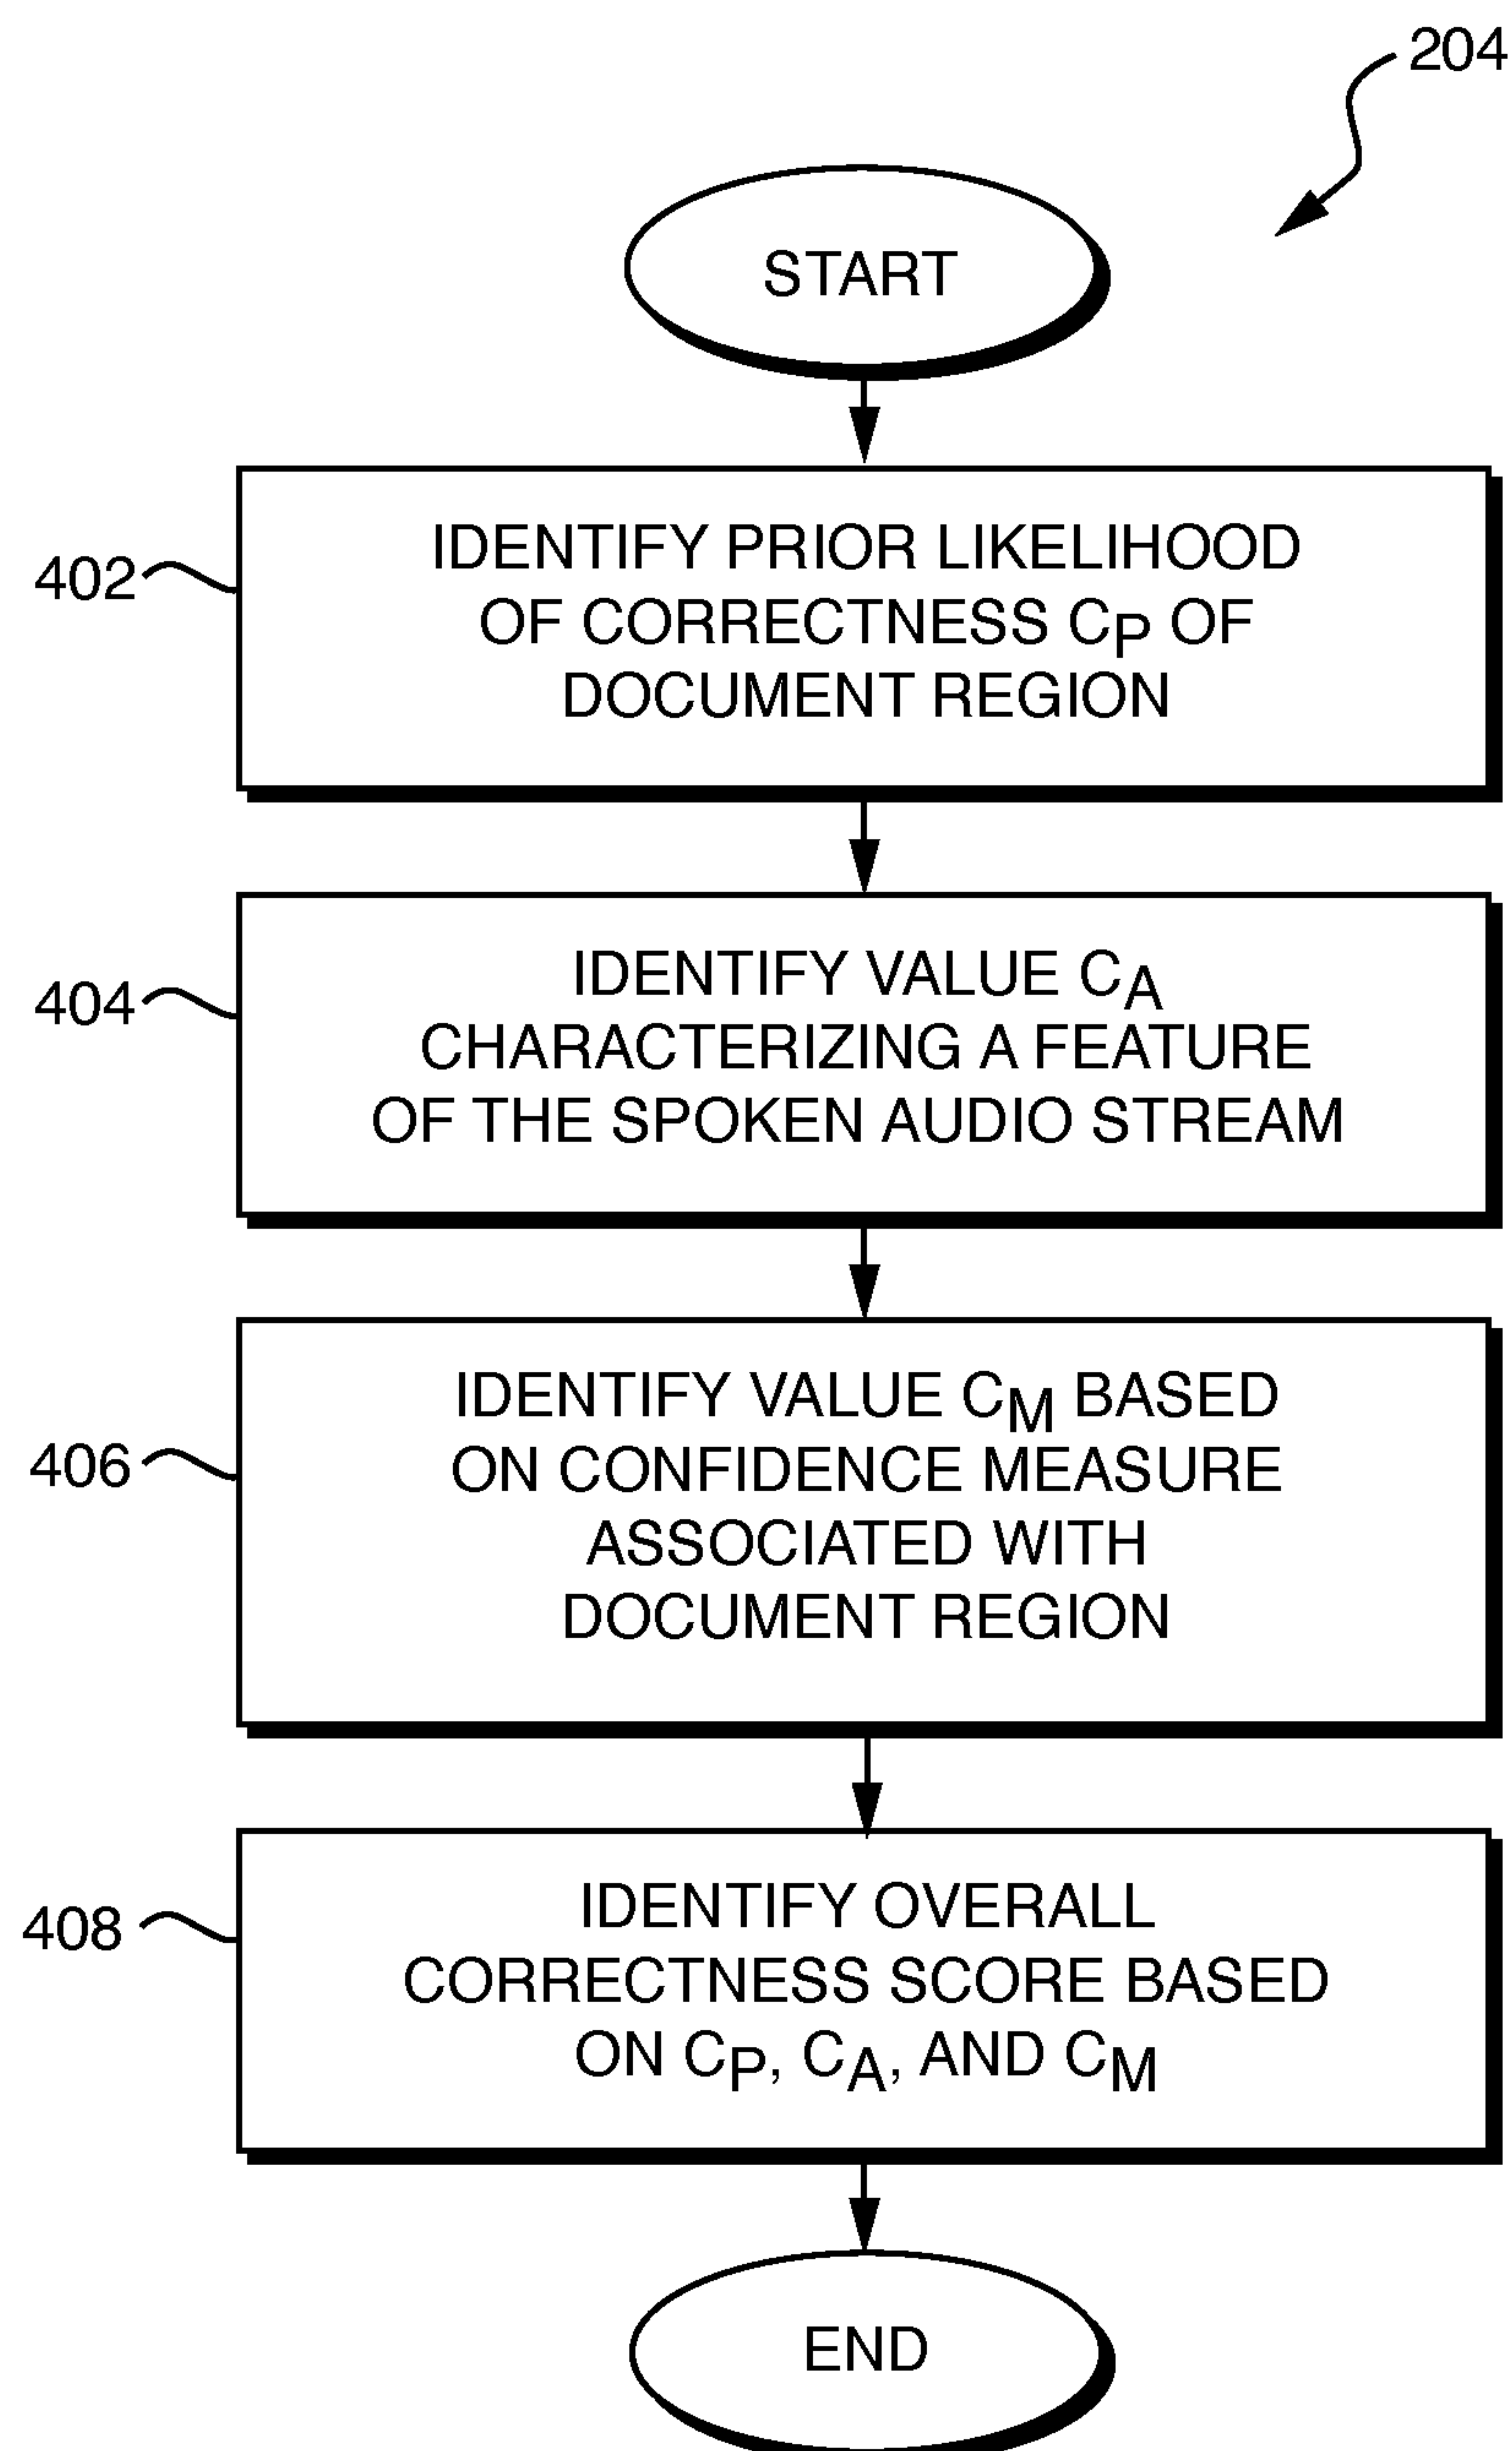 204
START
402
IDENTIFY PRIOR LIKELIHOOD
OF CORRECTNESS CP OF
DOCUMENT REGION
404
IDENTIFY VALUE CA
CHARACTERIZING A FEATURE
OF THE SPOKEN AUDIO STREAM
406
IDENTIFY VALUE CM BASED
ON CONFIDENCE MEASURE
ASSOCIATED WITH
DOCUMENT REGION
408
IDENTIFY OVERALL
CORRECTNESS SCORE BASED
ON CP, CA, AND CM
END